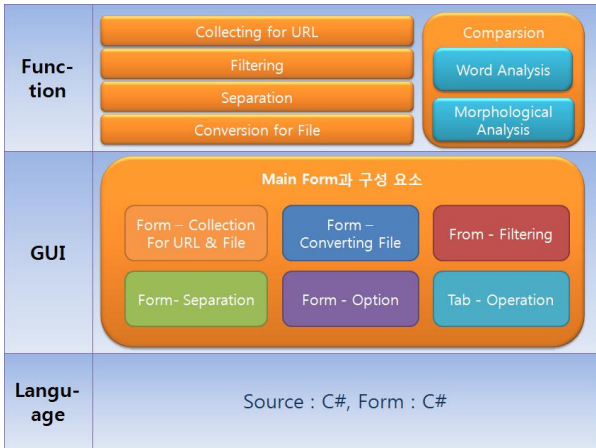 Func-
tion
Collecting for URL
Filtering
Separation
Conversion for File
Comparsion
Word Analysis
Morphological
Analysis
GUI
Main Form과 구성 요소
Form – Collection
For URL & File
Form –
Converting File
From - Filtering
Form- Separation
Form - Option
Tab - Operation
Langu-
age
Source : C#, Form : C#